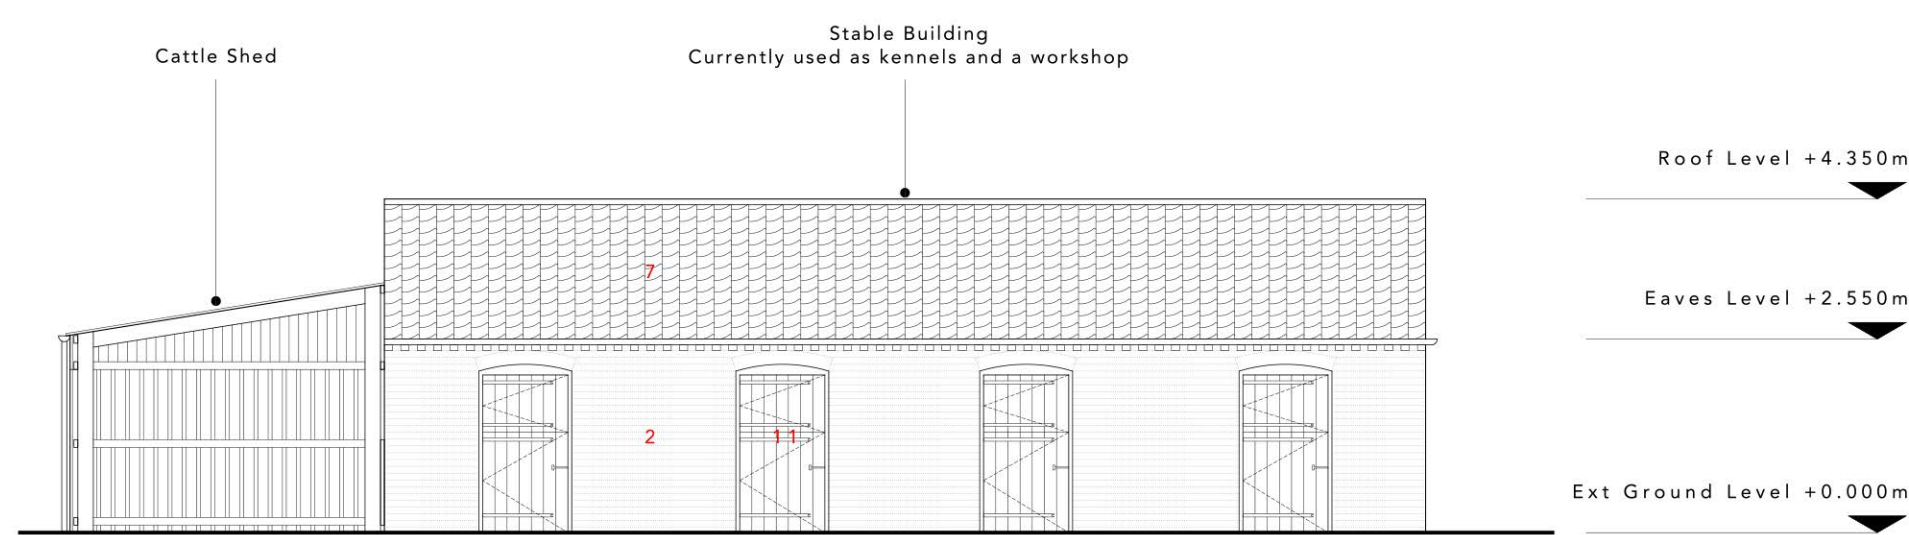 Stable Building
Cattle Shed
Currently used as kennels and a workshop
Roof Level +4.350m
7
Eaves Level +2.550m
2
11
Ext Ground Level +0.000m